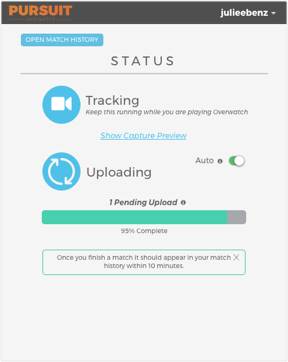 PURSUIT
julieebenz
OPEN MATCH HISTORY
STATUS
Tracking
Keep this running while you are playing Overwatch
Show Capture Preview
Uploading
Auto
1 Pending Upload
95% Complete
Once you finish a match it should appear in your match
history within 10 minutes.